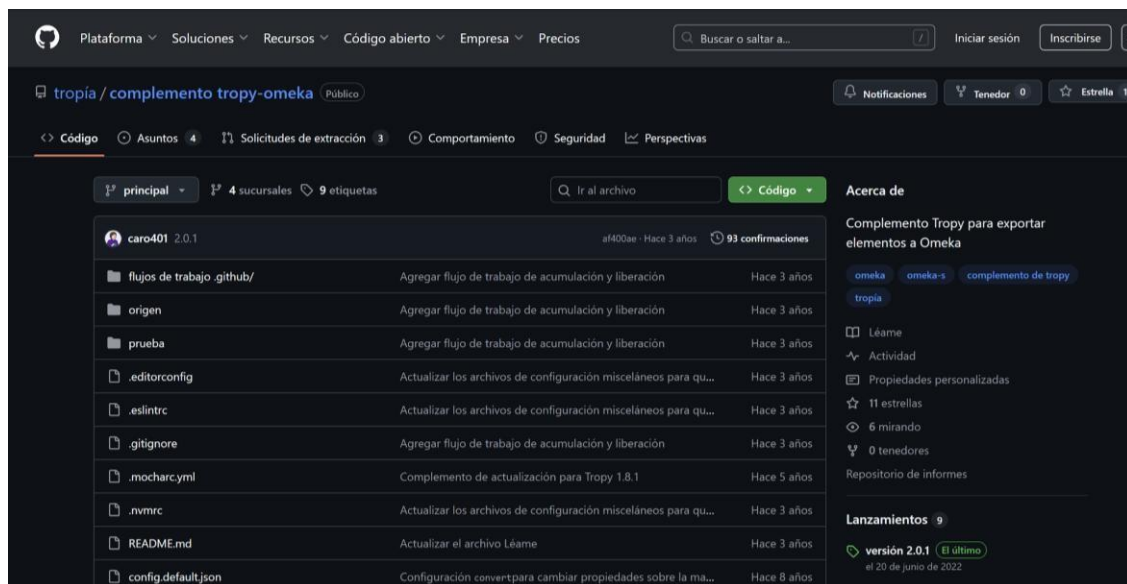 Plataforma Soluciones Recursos Código abierto Empresa Precios Buscar o saltar a... / Iniciar sesión Inscribirse
tropía / complemento tropy-omeka Público Notificaciones Tenedor 0 Estrella 1
Código Asuntos 4 Solicitudes de extracción 3 Comportamiento Seguridad Perspectivas
principal 4 sucursales 9 etiquetas Ir al archivo Código
caro401 2.0.1 af400ae · Hace 3 años 93 confirmaciones
flujos de trabajo .github/ Agregar flujo de trabajo de acumulación y liberación Hace 3 años
origen Agregar flujo de trabajo de acumulación y liberación Hace 3 años
prueba Agregar flujo de trabajo de acumulación y liberación Hace 3 años
.editorconfig Actualizar los archivos de configuración misceláneos para qu... Hace 3 años
.eslintrc Actualizar los archivos de configuración misceláneos para qu... Hace 3 años
.gitignore Agregar flujo de trabajo de acumulación y liberación Hace 3 años
.mocharc.yml Complemento de actualización para Tropy 1.8.1 Hace 5 años
.nvmrc Actualizar los archivos de configuración misceláneos para qu... Hace 3 años
README.md Actualizar el archivo Léame Hace 3 años
config.default.json Configuración convertpara cambiar propiedades sobre la ma... Hace 8 años
Acerca de
Complemento Tropy para exportar
elementos a Omeka
omeka omeka-s complemento de tropy
tropía
Léame
Actividad
Propiedades personalizadas
11 estrellas
6 mirando
0 tenedores
Repositorio de informes
Lanzamientos 9
versión 2.0.1 El último
el 20 de junio de 2022